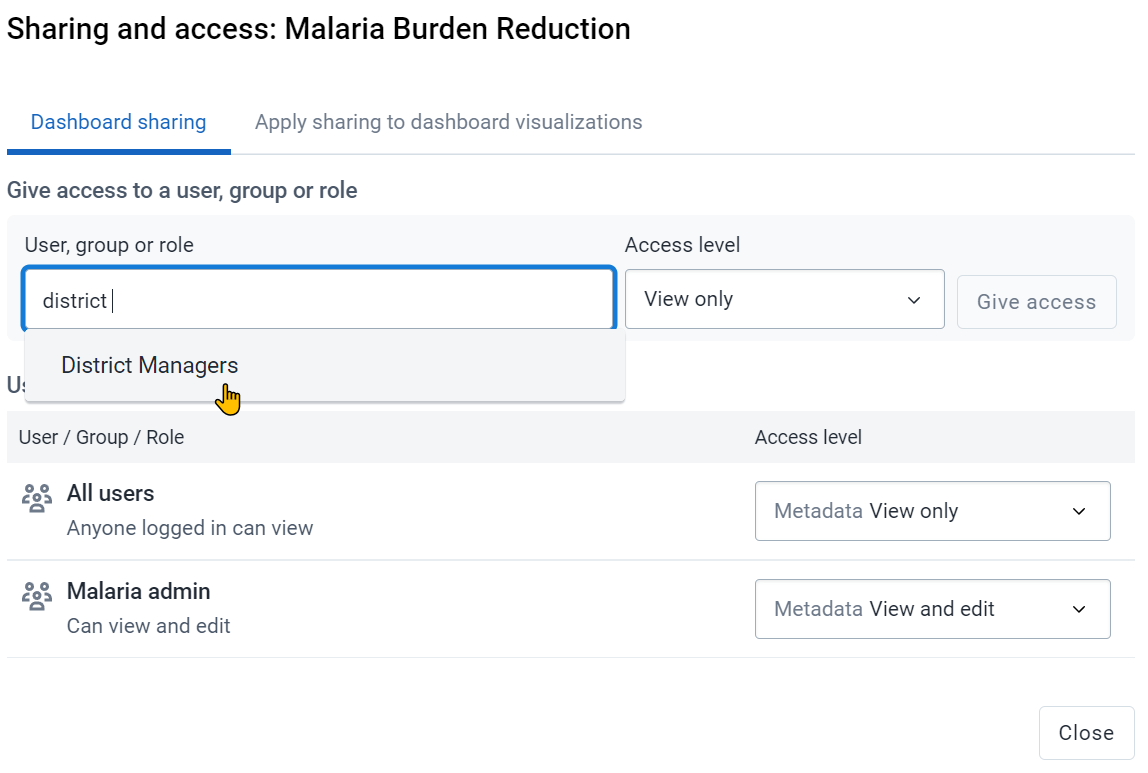 Sharing and access: Malaria Burden Reduction
Dashboard sharing
Apply sharing to dashboard visualizations
Give access to a user, group or role
User, group or role
Access level
district
View only
Give access
District Managers
User / Group / Role
Access level
All users
Anyone logged in can view
Metadata View only
Malaria admin
Can view and edit
Metadata View and edit
Close